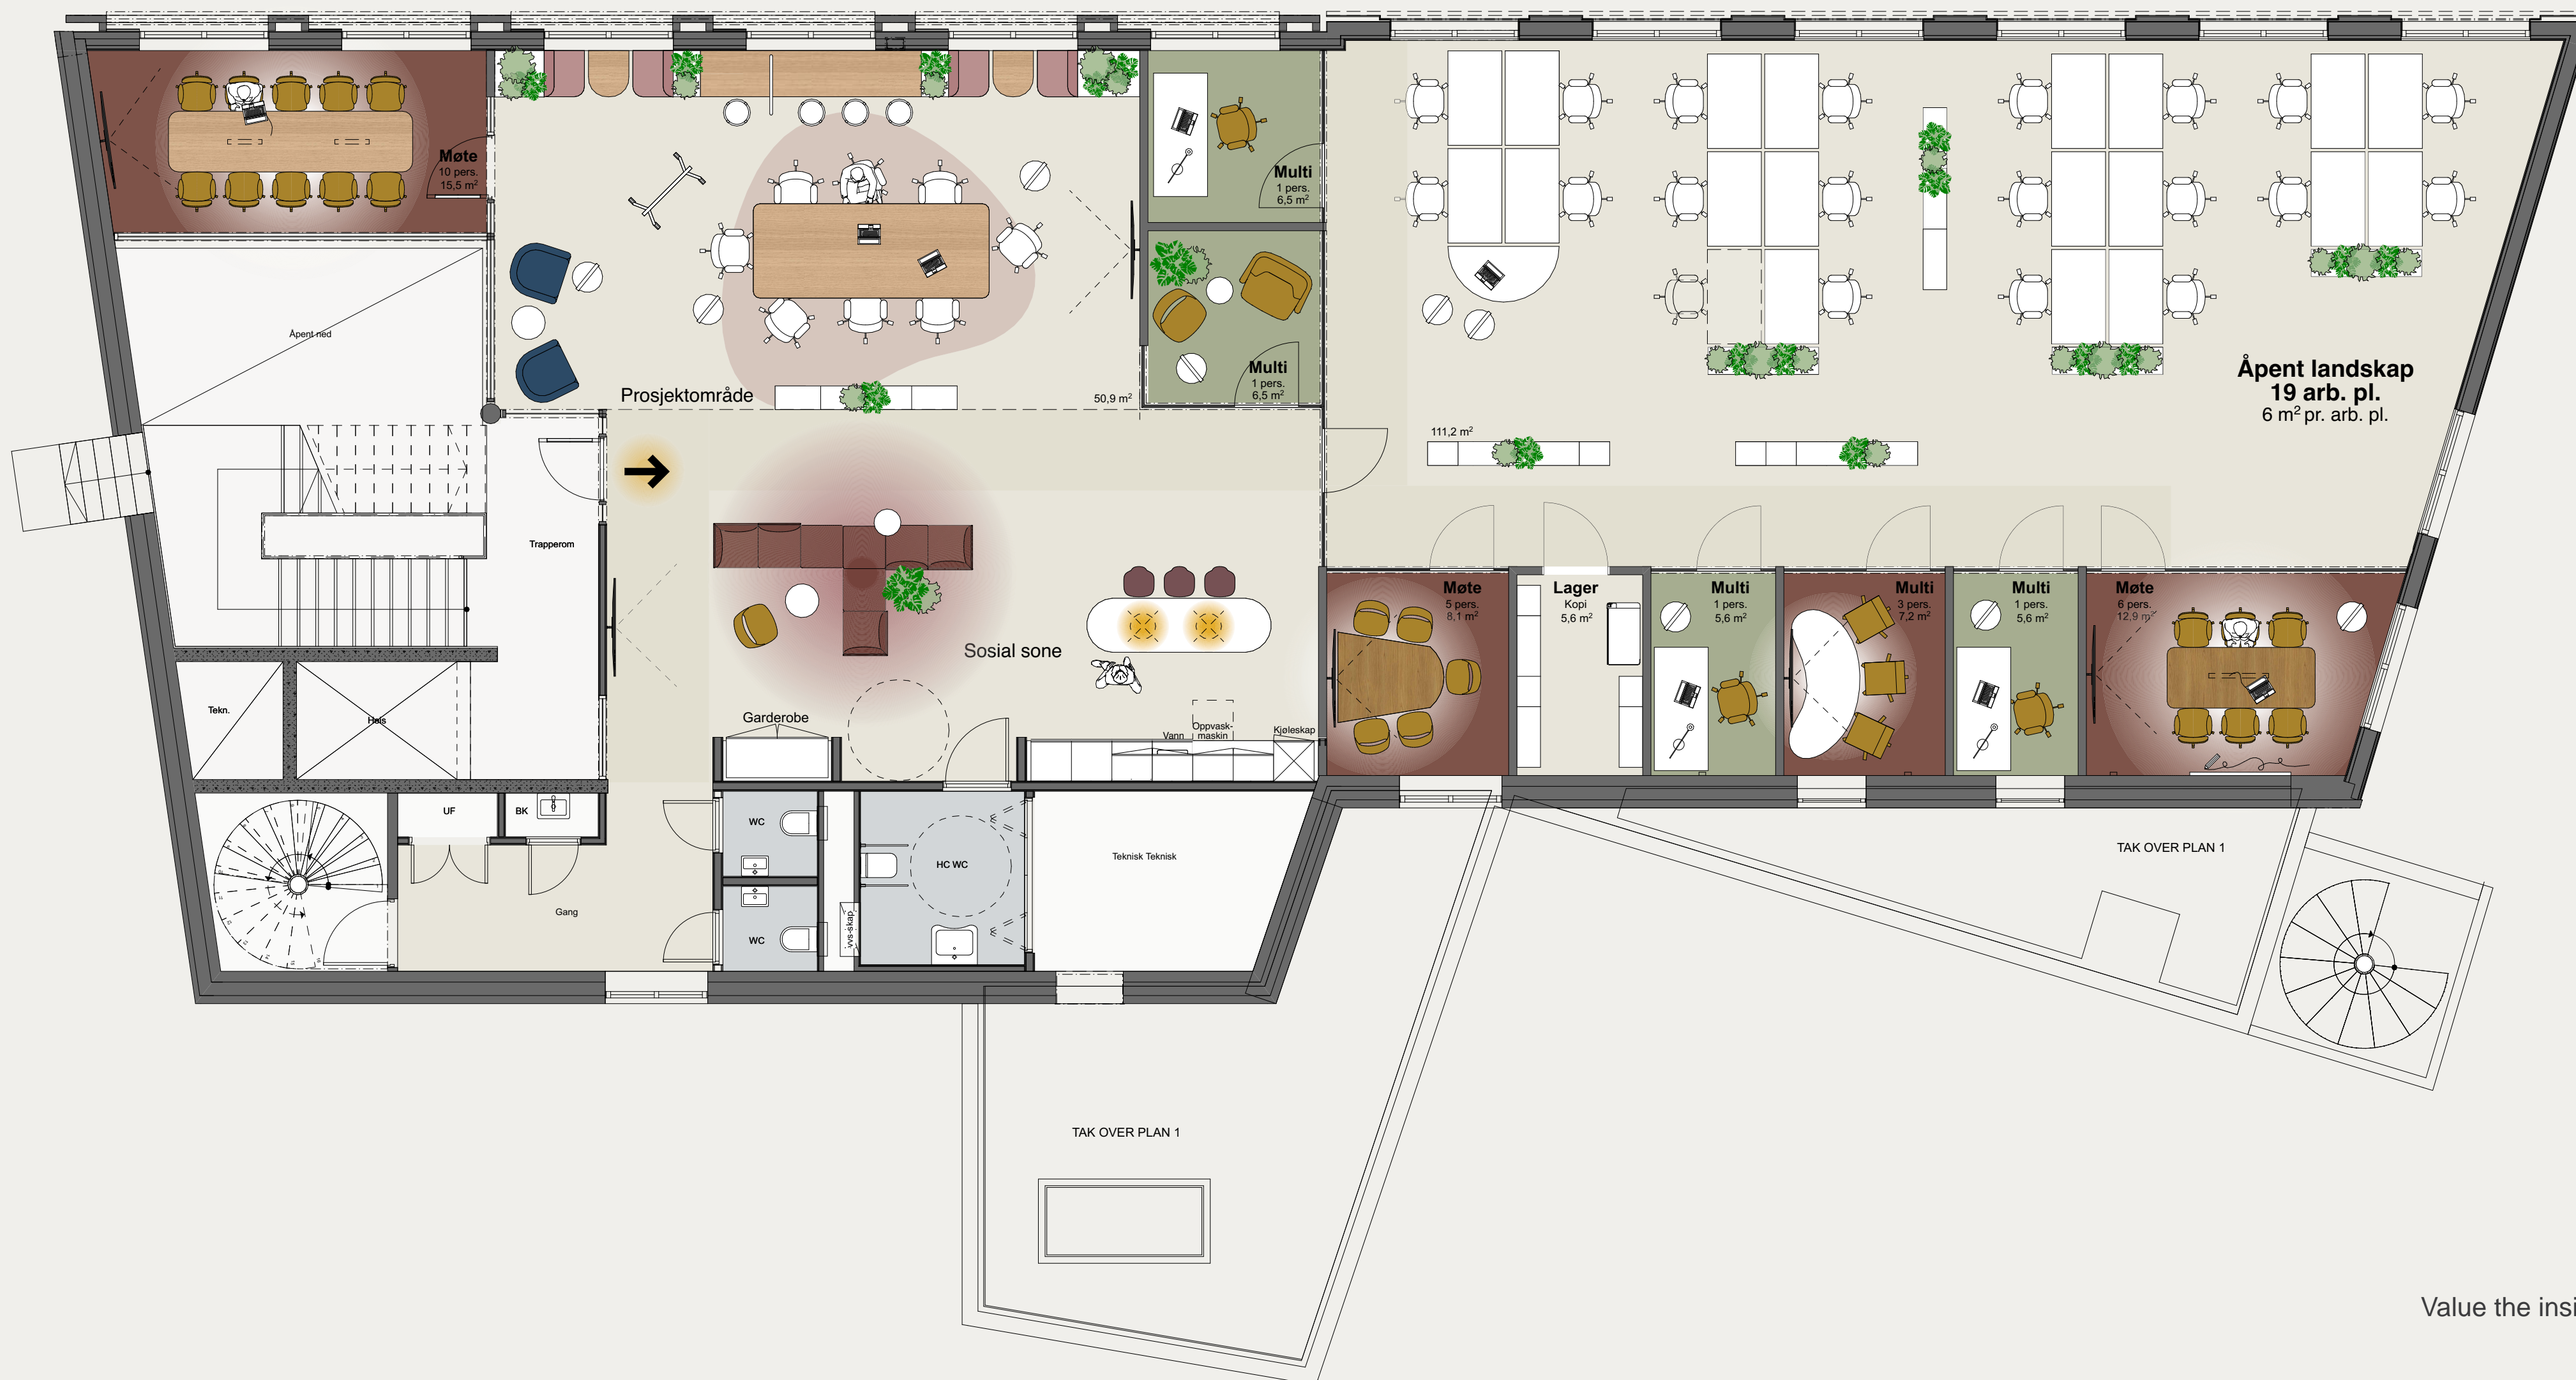 Møte
10 pers.
15,5 m²
Multi
1 pers.
6,5 m²
Åpent ned
Multi
1 pers.
6,5 m²
Prosjektområde
50,9 m²
Åpent landskap
19 arb. pl.
6 m² pr. arb. pl.
111,2 m²
Trapperom
Sosial sone
Møte
5 pers.
8,1 m²
Lager
Kopi
5,6 m²
Multi
1 pers.
5,6 m²
Multi
3 pers.
7,2 m²
Multi
1 pers.
5,6 m²
Møte
6 pers.
12,9 m²
Tekn.
Heis
Garderobe
Vann
Oppvask-
maskin
Kjøleskap
UF
BK
WC
HC WC
Teknisk Teknisk
TAK OVER PLAN 1
Gang
WC
vvs-skap
TAK OVER PLAN 1
Value the insi